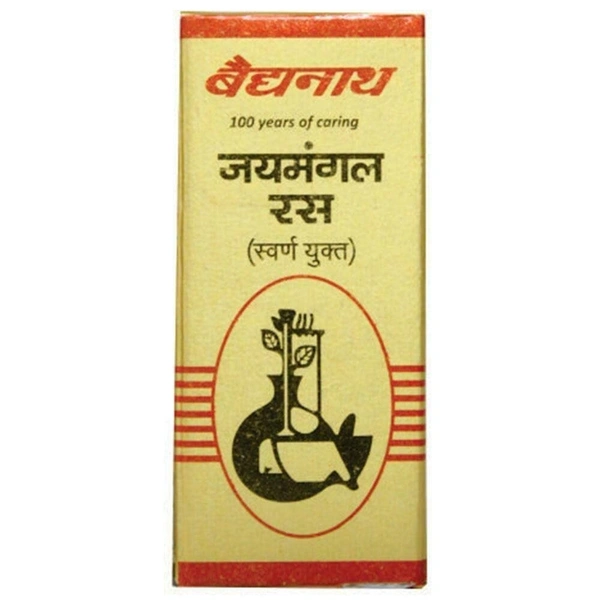 बैद्यनाथ
100 years of caring
जयमंगल
रस
(स्वर्ण युक्त)